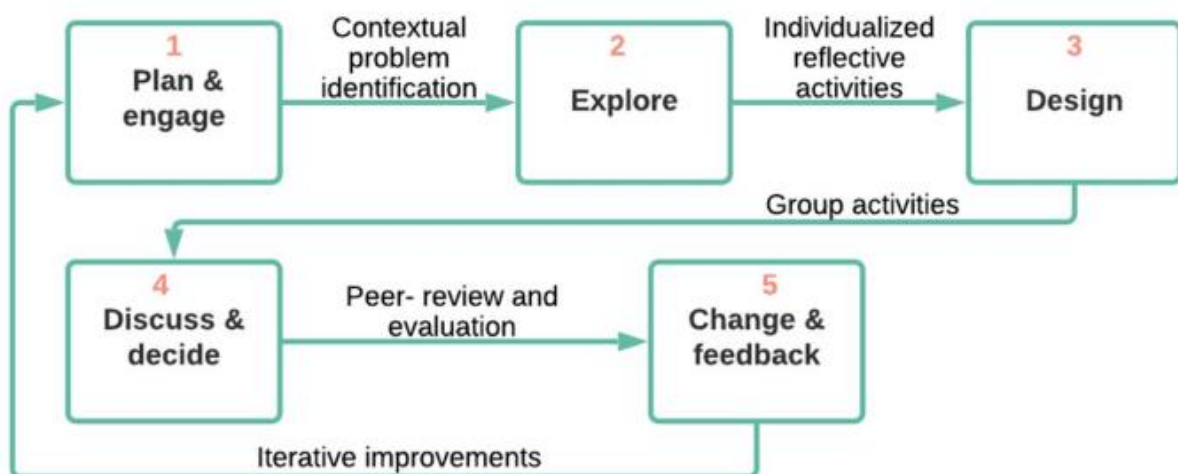 1
Plan &
engage
Contextual
problem
identification
2
Explore
Individualized
reflective
activities
3
Design
Group activities
4
Discuss &
decide
Peer- review and
evaluation
5
Change &
feedback
Iterative improvements